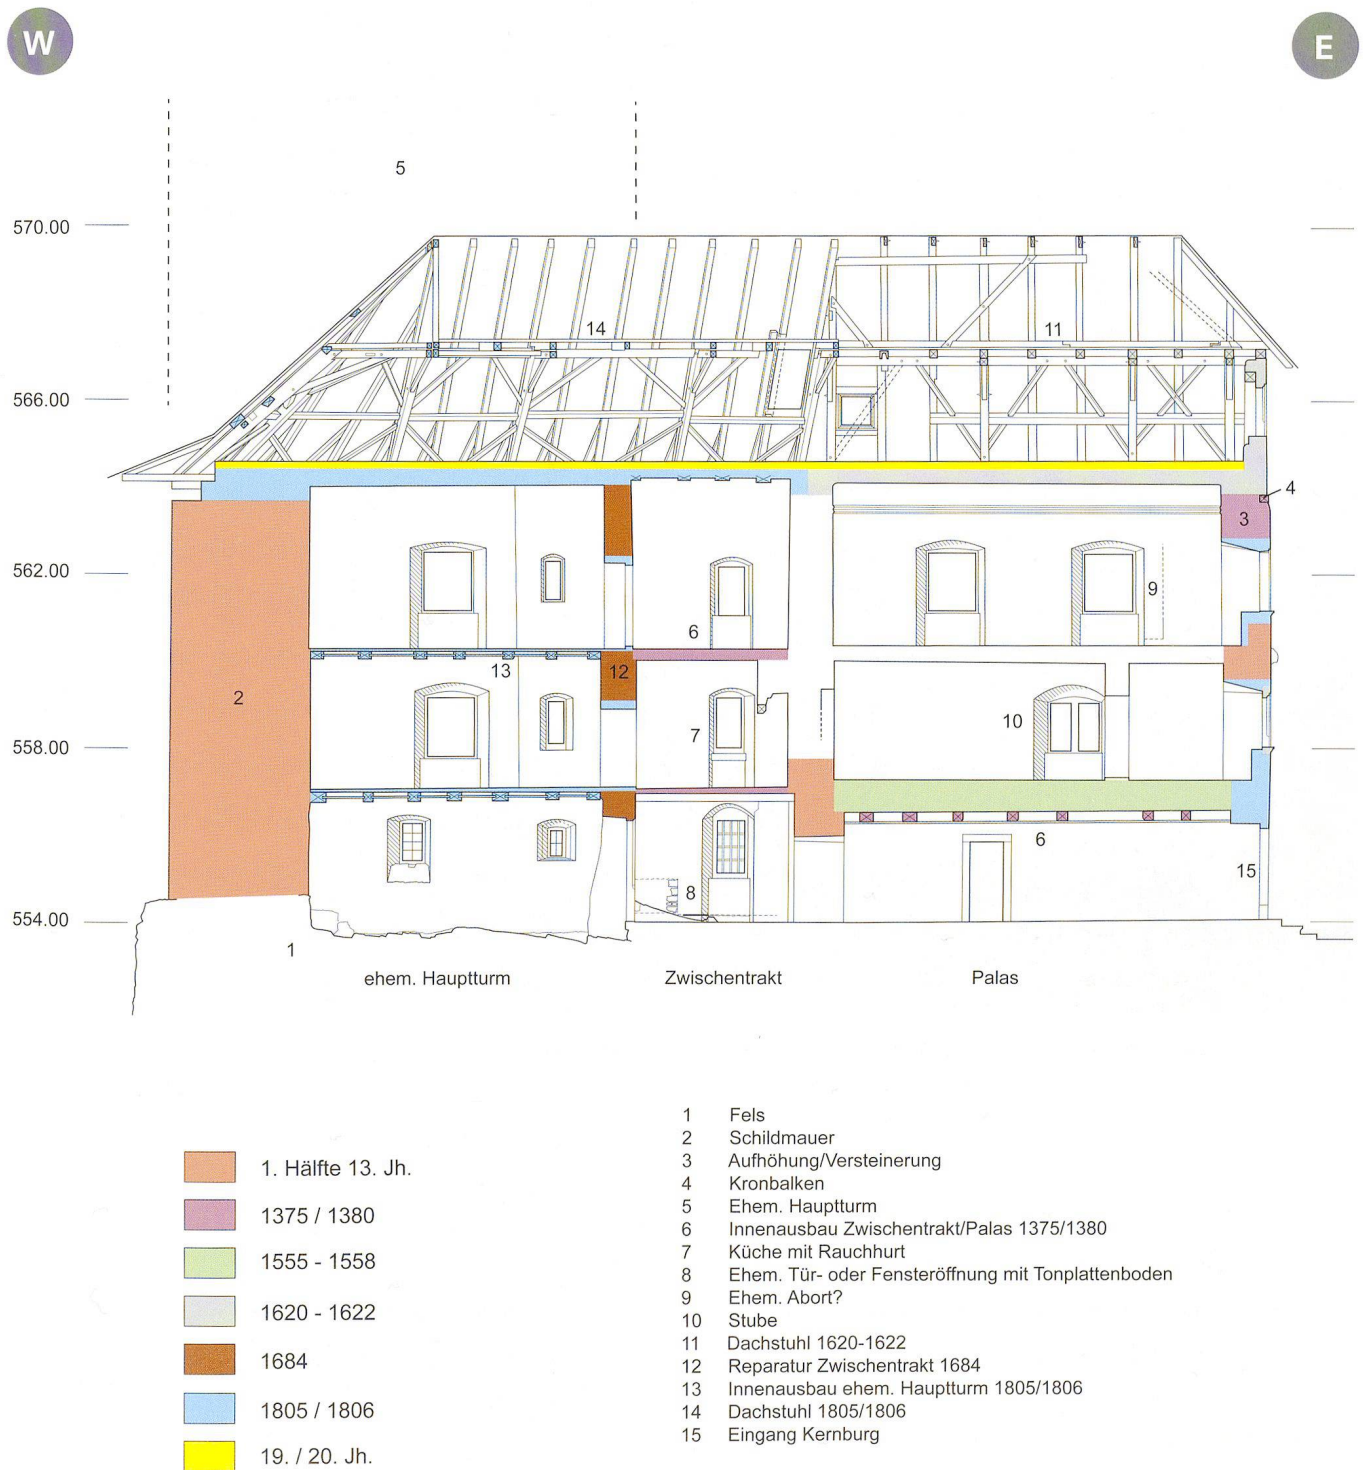 W
E
5
570.00
14
11
566.00
4
3
562.00
9
6
13
12
2
10
7
558.00
6
15
8
554.00
1
ehem. Hauptturm
Zwischentrakt
Palas
1. Hälfte 13. Jh.
1375 / 1380
1555 - 1558
1620 - 1622
1684
1805 / 1806
19. / 20. Jh.
1 Fels
2 Schildmauer
3 Aufhöhung/Versteinerung
4 Kronbalken
5 Ehem. Hauptturm
6 Innenausbau Zwischentrakt/Palas 1375/1380
7 Küche mit Rauchhurt
8 Ehem. Tür- oder Fensteröffnung mit Tonplattenboden
9 Ehem. Abort?
10 Stube
11 Dachstuhl 1620-1622
12 Reparatur Zwischentrakt 1684
13 Innenausbau ehem. Hauptturm 1805/1806
14 Dachstuhl 1805/1806
15 Eingang Kernburg